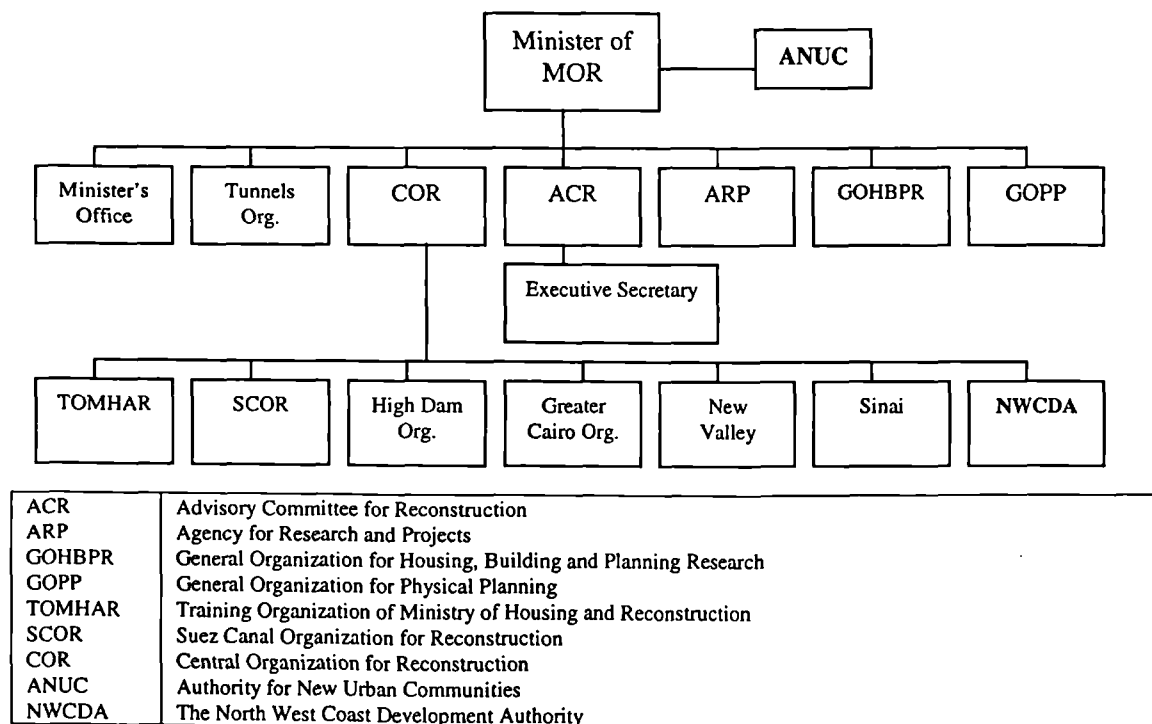 Minister of
MOR
ANUC
Minister's
Office
Tunnels
Org.
COR
ACR
ARP
GOHBPR
GOPP
Executive Secretary
TOMHAR
SCOR
High Dam
Org.
Greater
Cairo Org.
New
Valley
Sinai
NWCDA
ACR Advisory Committee for Reconstruction
ARP Agency for Research and Projects
GOHBPR General Organization for Housing, Building and Planning Research
GOPP General Organization for Physical Planning
TOMHAR Training Organization of Ministry of Housing and Reconstruction
SCOR Suez Canal Organization for Reconstruction
COR Central Organization for Reconstruction
ANUC Authority for New Urban Communities
NWCDA The North West Coast Development Authority